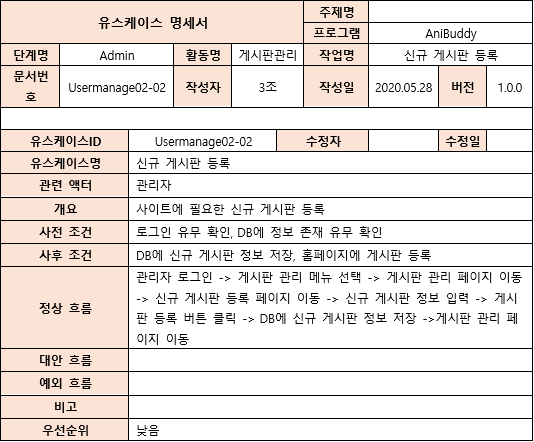 유스케이스 명세서
주제명
프로그램 AniBuddy
단계명 Admin 활동명 게시판관리 작업명 신규 게시판 등록
문서번
호
Usermanage02-02 작성자 3조 작성일 2020.05.28 버전 1.0.0
유스케이스ID Usermanage02-02 수정자 수정일
유스케이스명 신규 게시판 등록
관련 액터 관리자
개요 사이트에 필요한 신규 게시판 등록
사전 조건 로그인 유무 확인, DB에 정보 존재 유무 확인
사후 조건 DB에 신규 게시판 정보 저장, 홈페이지에 게시판 등록
정상 흐름
관리자 로그인 -> 게시판 관리 메뉴 선택 -> 게시판 관리 페이지 이동
-> 신규 게시판 등록 페이지 이동 -> 신규 게시판 정보 입력 -> 게시
판 등록 버튼 클릭 -> DB에 신규 게시판 정보 저장 ->게시판 관리 페
이지 이동
대안 흐름
예외 흐름
비고
우선순위 낮음